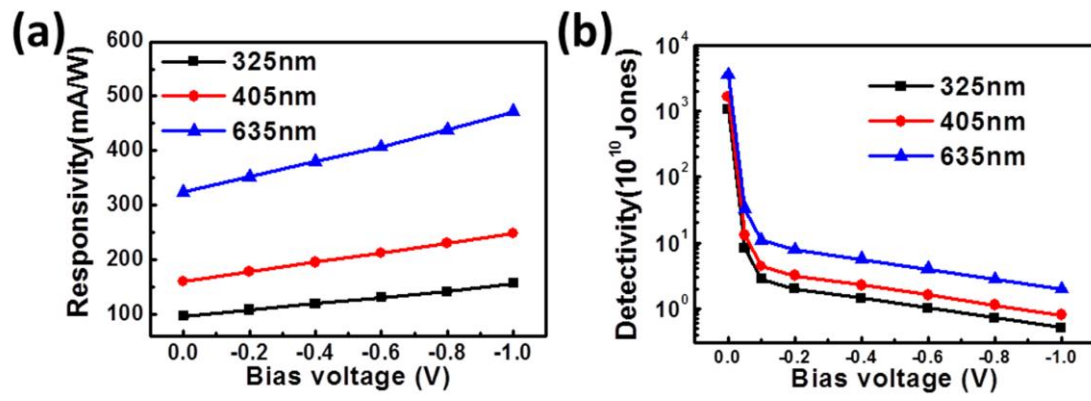 (a)
Responsivity(mA/W)
600
500
400
300
200
100
325nm
405nm
635nm
0.0 -0.2 -0.4 -0.6 -0.8 -1.0
Bias voltage (V)
(b)
Detectivity(10¹⁰ Jones)
10⁴
10³
10²
10¹
10⁰
325nm
405nm
635nm
0.0 -0.2 -0.4 -0.6 -0.8 -1.0
Bias voltage (V)